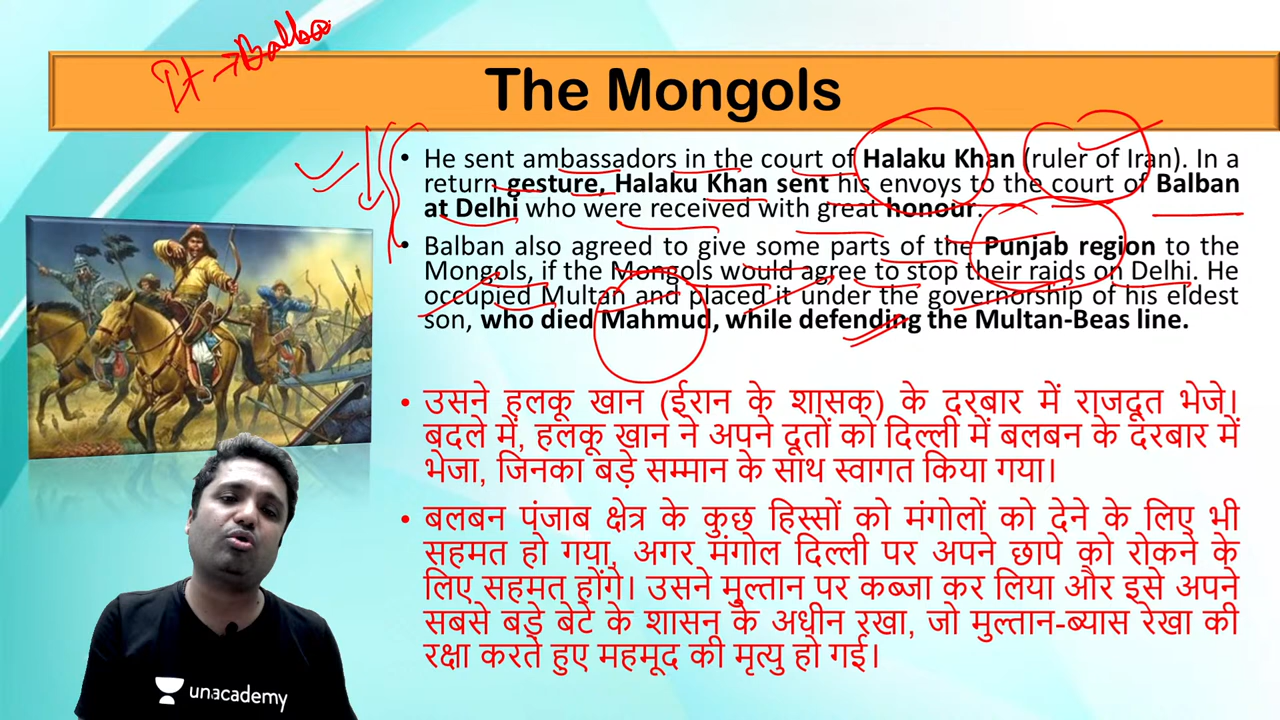 It → Balba
The Mongols
• He sent ambassadors in the court of Halaku Khan (ruler of Iran). In a
return gesture, Halaku Khan sent his envoys to the court of Balban
at Delhi who were received with great honour.
• Balban also agreed to give some parts of the Punjab region to the
Mongols, if the Mongols would agree to stop their raids on Delhi. He
occupied Multan and placed it under the governorship of his eldest
son, who died Mahmud, while defending the Multan-Beas line.
• उसने हलकू खान (ईरान के शासक) के दरबार में राजदूत भेजे।
बदले में, हलकू खान ने अपने दूतों को दिल्ली में बलबन के दरबार में
भेजा, जिनका बड़े सम्मान के साथ स्वागत किया गया।
• बलबन पंजाब क्षेत्र के कुछ हिस्सों को मंगोलों को देने के लिए भी
सहमत हो गया, अगर मंगोल दिल्ली पर अपने छापे को रोकने के
लिए सहमत होंगे। उसने मुल्तान पर कब्जा कर लिया और इसे अपने
सबसे बड़े बेटे के शासन के अधीन रखा, जो मुल्तान-ब्यास रेखा की
रक्षा करते हुए महमूद की मृत्यु हो गई।
unacademy